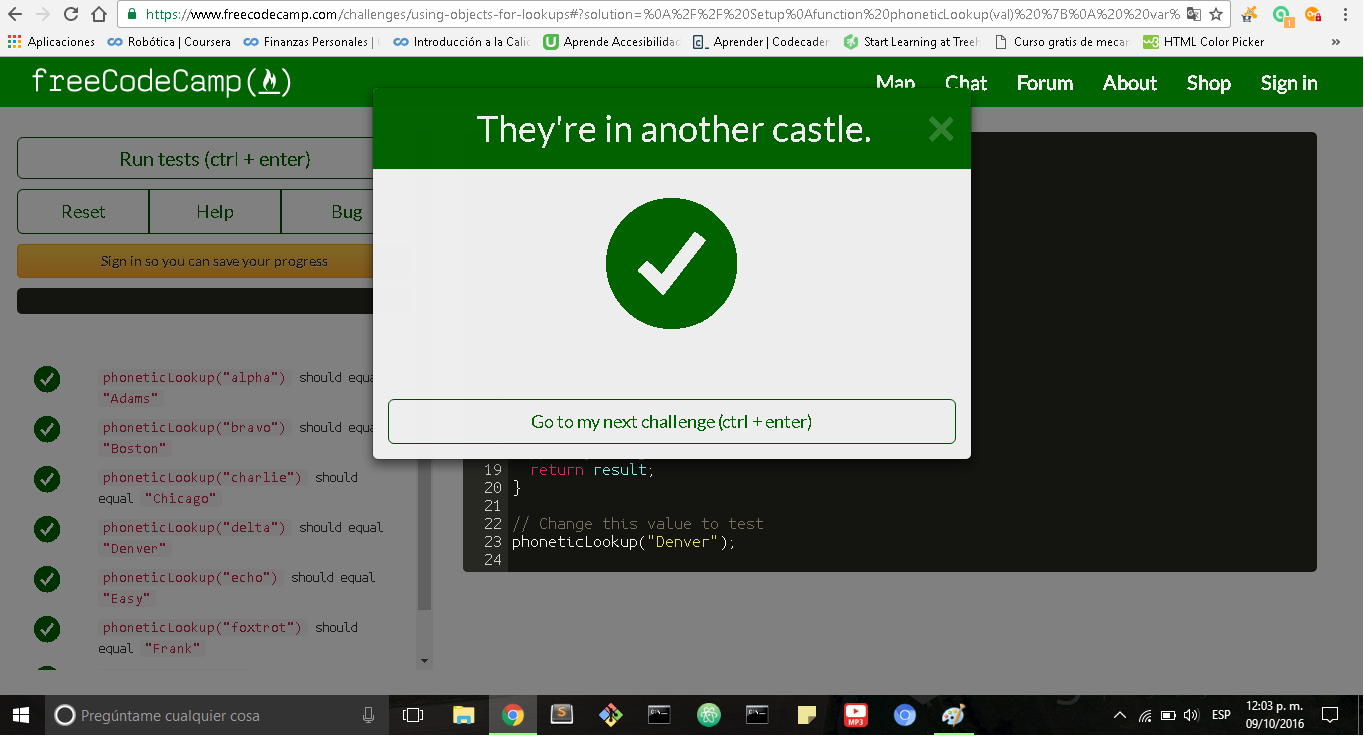 https://www.freecodecamp.com/challenges/using-objects-for-lookups#?solution=%0A%2F%2F%20Setup%0Afunction%20phoneticLookup(val)%20%7B%0A%20%20var%
Aplicaciones Robótica | Coursera Finanzas Personales | Introducción a la Cali Aprende Accesibilidad Aprender | Codecader Start Learning at Treeh Curso gratis de mecan HTML Color Picker »
freeCodeCamp
Map Chat Forum About Shop Sign in
They're in another castle.
Run tests (ctrl + enter)
Reset Help Bug
Sign in so you can save your progress
Go to my next challenge (ctrl + enter)
phoneticLookup("alpha") should equa
"Adams"
phoneticLookup("bravo") should equa
"Boston"
phoneticLookup("charlie") should
equal "Chicago"
phoneticLookup("delta") should equal
"Denver"
phoneticLookup("echo") should equal
"Easy"
phoneticLookup("foxtrot") should
equal "Frank"
19 return result;
20 }
21
22 // Change this value to test
23 phoneticLookup("Denver");
24
Pregúntame cualquier cosa
MP3
ESP
12:03 p. m.
09/10/2016